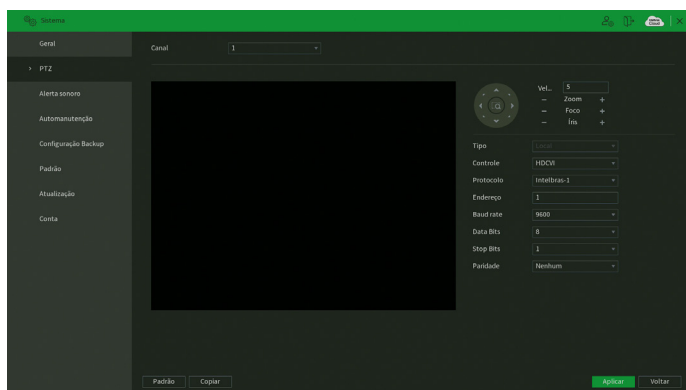 Sistema
Geral
PTZ
Alerta sonoro
Automanutenção
Configuração Backup
Padrão
Atualização
Conta
Canal 1
Vel... 5
- Zoom +
- Foco +
- Íris +
Tipo Local
Controle HDCVI
Protocolo Intelbras-1
Endereço 1
Baud rate 9600
Data Bits 8
Stop Bits 1
Paridade Nenhum
Padrão Copiar Aplicar Voltar